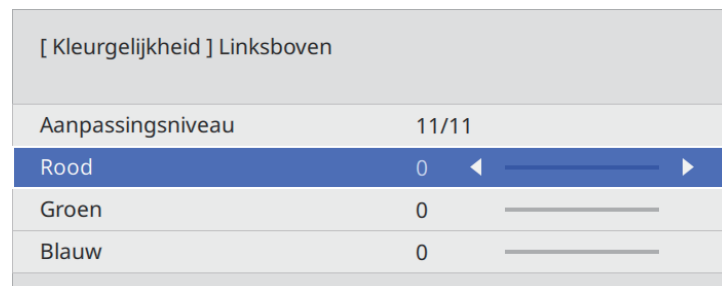 [ Kleurgelijkheid ] Linksboven
Aanpassingsniveau 11/11
Rood 0
Groen 0
Blauw 0